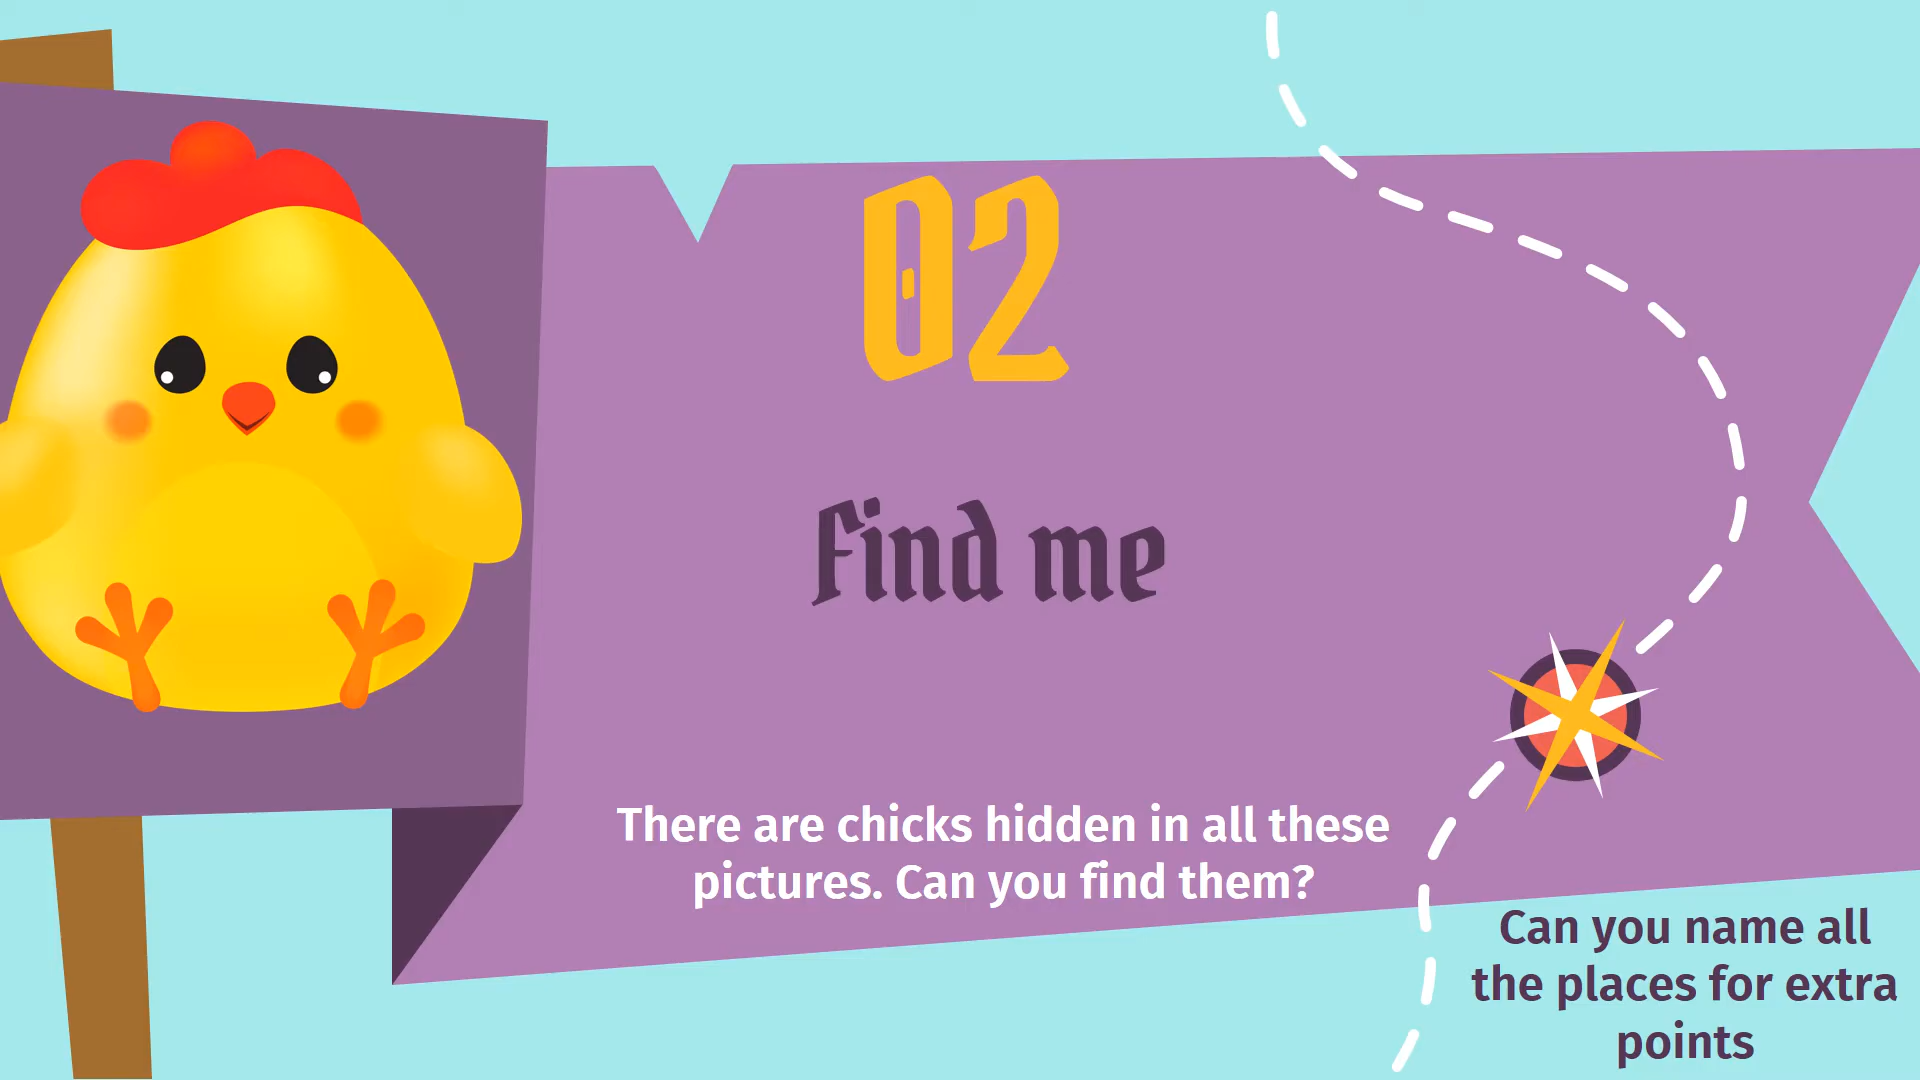 02
Find me
There are chicks hidden in all these
pictures. Can you find them?
Can you name all
the places for extra
points